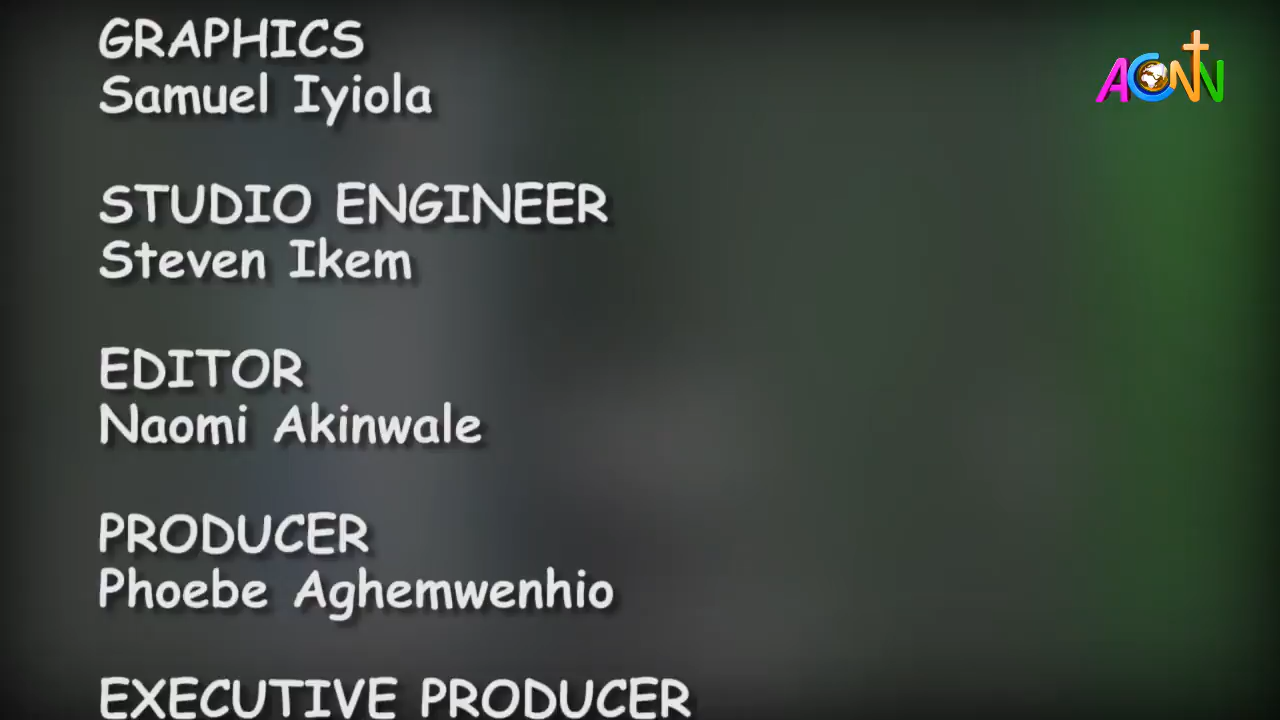 GRAPHICS
Samuel Iyiola
STUDIO ENGINEER
Steven Ikem
EDITOR
Naomi Akinwale
PRODUCER
Phoebe Aghemwenhio
EXECUTIVE PRODUCER
ACNN